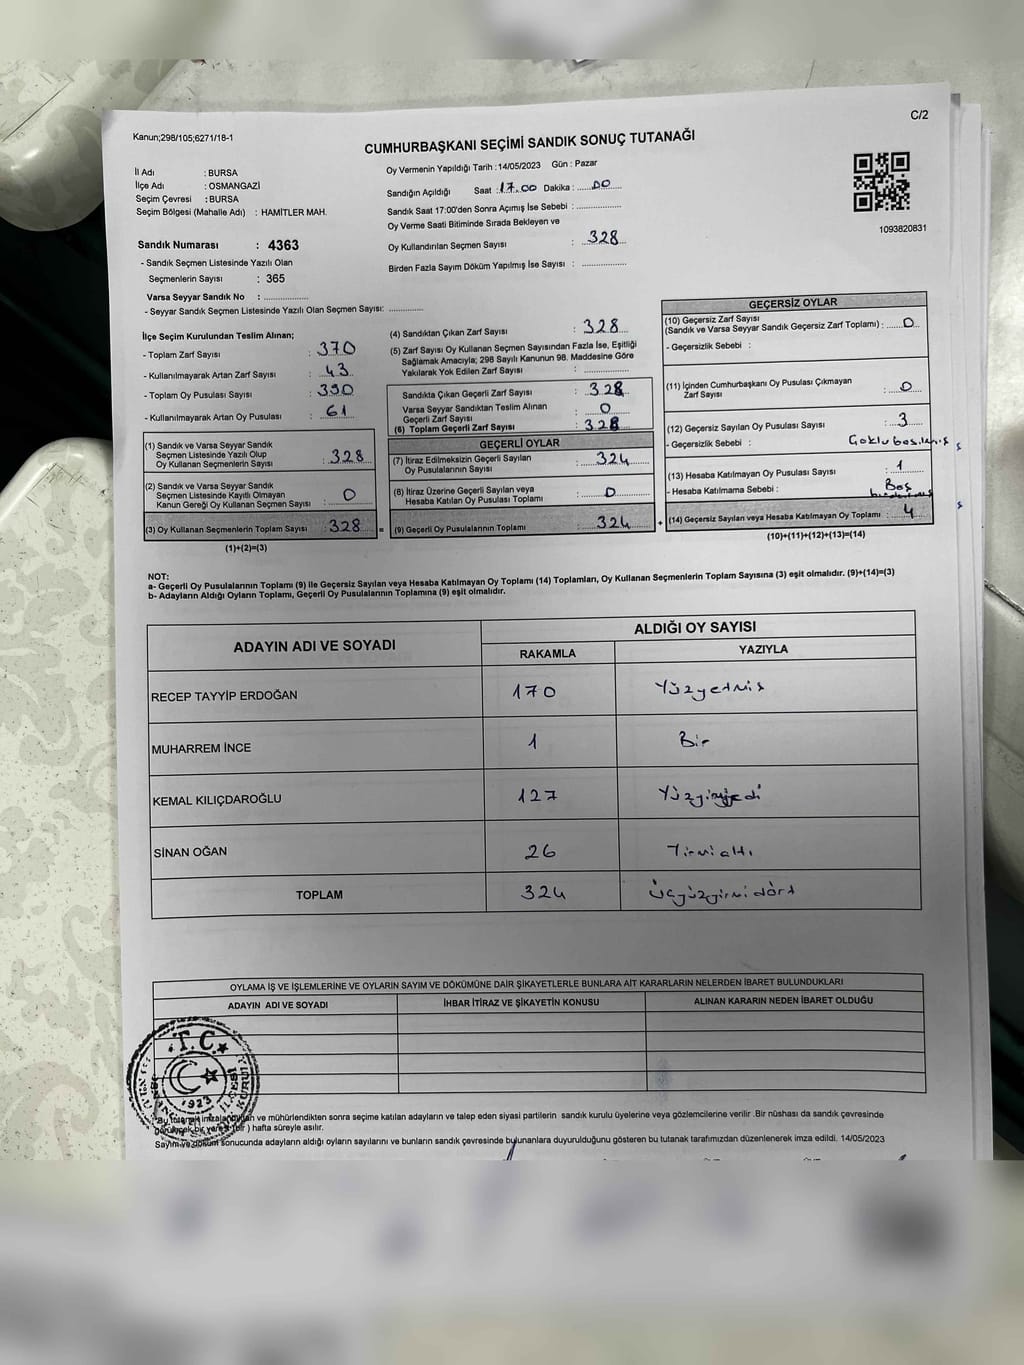 C/2
Kanun;298/105;6271/18-1
CUMHURBAŞKANI SEÇİMİ SANDIK SONUÇ TUTANAĞI
İl Adı : BURSA
İlçe Adı : OSMANGAZİ
Seçim Çevresi : BURSA
Seçim Bölgesi (Mahalle Adı) : HAMİTLER MAH.
Oy Vermenin Yapıldığı Tarih : 14/05/2023 Gün : Pazar
Sandığın Açıldığı Saat : 17.00 Dakika : 00
Sandık Saat 17:00'den Sonra Açımış İse Sebebi :
Oy Verme Saati Bitiminde Sırada Bekleyen ve
Oy Kullandırılan Seçmen Sayısı : 328
Birden Fazla Sayım Döküm Yapılmış İse Sayısı :
1093820831
Sandık Numarası : 4363
- Sandık Seçmen Listesinde Yazılı Olan
Seçmenlerin Sayısı : 365
Varsa Seyyar Sandık No :
- Seyyar Sandık Seçmen Listesinde Yazılı Olan Seçmen Sayısı:
İlçe Seçim Kurulundan Teslim Alınan;
- Toplam Zarf Sayısı : 370
- Kullanılmayarak Artan Zarf Sayısı : 43
- Toplam Oy Pusulası Sayısı : 390
- Kullanılmayarak Artan Oy Pusulası : 61
(1) Sandık ve Varsa Seyyar Sandık
Seçmen Listesinde Yazılı Olup
Oy Kullanan Seçmenlerin Sayısı : 328
(2) Sandık ve Varsa Seyyar Sandık
Seçmen Listesinde Kayıtlı Olmayan
Kanun Gereği Oy Kullanan Seçmen Sayısı : 0
(3) Oy Kullanan Seçmenlerin Toplam Sayısı : 328 =
(1)+(2)=(3)
(4) Sandıktan Çıkan Zarf Sayısı : 328
(5) Zarf Sayısı Oy Kullanan Seçmen Sayısından Fazla İse, Eşitliği
Sağlamak Amacıyla; 298 Sayılı Kanunun 98. Maddesine Göre
Yakılarak Yok Edilen Zarf Sayısı :
Sandıkta Çıkan Geçerli Zarf Sayısı : 328
Varsa Seyyar Sandıktan Teslim Alınan
Geçerli Zarf Sayısı : 0
(6) Toplam Geçerli Zarf Sayısı : 328
GEÇERLİ OYLAR
(7) İtiraz Edilmeksizin Geçerli Sayılan
Oy Pusulalarının Sayısı : 324
(8) İtiraz Üzerine Geçerli Sayılan veya
Hesaba Katılan Oy Pusulası Toplamı : 0
(9) Geçerli Oy Pusulalarının Toplamı : 324 +
GEÇERSİZ OYLAR
(10) Geçersiz Zarf Sayısı
(Sandık ve Varsa Seyyar Sandık Geçersiz Zarf Toplamı) : 0
- Geçersizlik Sebebi :
(11) İçinden Cumhurbaşkanı Oy Pusulası Çıkmayan
Zarf Sayısı : 0
(12) Geçersiz Sayılan Oy Pusulası Sayısı : 3
- Geçersizlik Sebebi :
(13) Hesaba Katılmayan Oy Pusulası Sayısı : 1
- Hesaba Katılmama Sebebi : Boş
(14) Geçersiz Sayılan veya Hesaba Katılmayan Oy Toplamı : 4
(10)+(11)+(12)+(13)=(14)
NOT:
a- Geçerli Oy Pusulalarının Toplamı (9) ile Geçersiz Sayılan veya Hesaba Katılmayan Oy Toplamı (14) Toplamları, Oy Kullanan Seçmenlerin Toplam Sayısına (3) eşit olmalıdır. (9)+(14)=(3)
b- Adayların Aldığı Oyların Toplamı, Geçerli Oy Pusulalarının Toplamına (9) eşit olmalıdır.
ADAYIN ADI VE SOYADI
ALDIĞI OY SAYISI
RAKAMLA YAZIYLA
RECEP TAYYİP ERDOĞAN 170 Yüzyetmiş
MUHARREM İNCE 1 Bir
KEMAL KILIÇDAROĞLU 127
SİNAN OĞAN 26 Yirmialtı
TOPLAM 324 Üçyüzyirmidört
OYLAMA İŞ VE İŞLEMLERİNE VE OYLARIN SAYIM VE DÖKÜMÜNE DAİR ŞİKAYETLERLE BUNLARA AİT KARARLARIN NELERDEN İBARET BULUNDUKLARI
ADAYIN ADI VE SOYADI İHBAR İTİRAZ VE ŞİKAYETİN KONUSU ALINAN KARARIN NEDEN İBARET OLDUĞU
T.C.
1923
Bu tutanak imzalandıktan ve mühürlendikten sonra seçime katılan adayların ve talep eden siyasi partilerin sandık kurulu üyelerine veya gözlemcilerine verilir .Bir nüshası da sandık çevresinde
görülecek bir yere 1(bir ) hafta süreyle asılır.
Sayım ve döküm sonucunda adayların aldığı oyların sayılarını ve bunların sandık çevresinde bulunanlara duyurulduğunu gösteren bu tutanak tarafımızdan düzenlenerek imza edildi. 14/05/2023